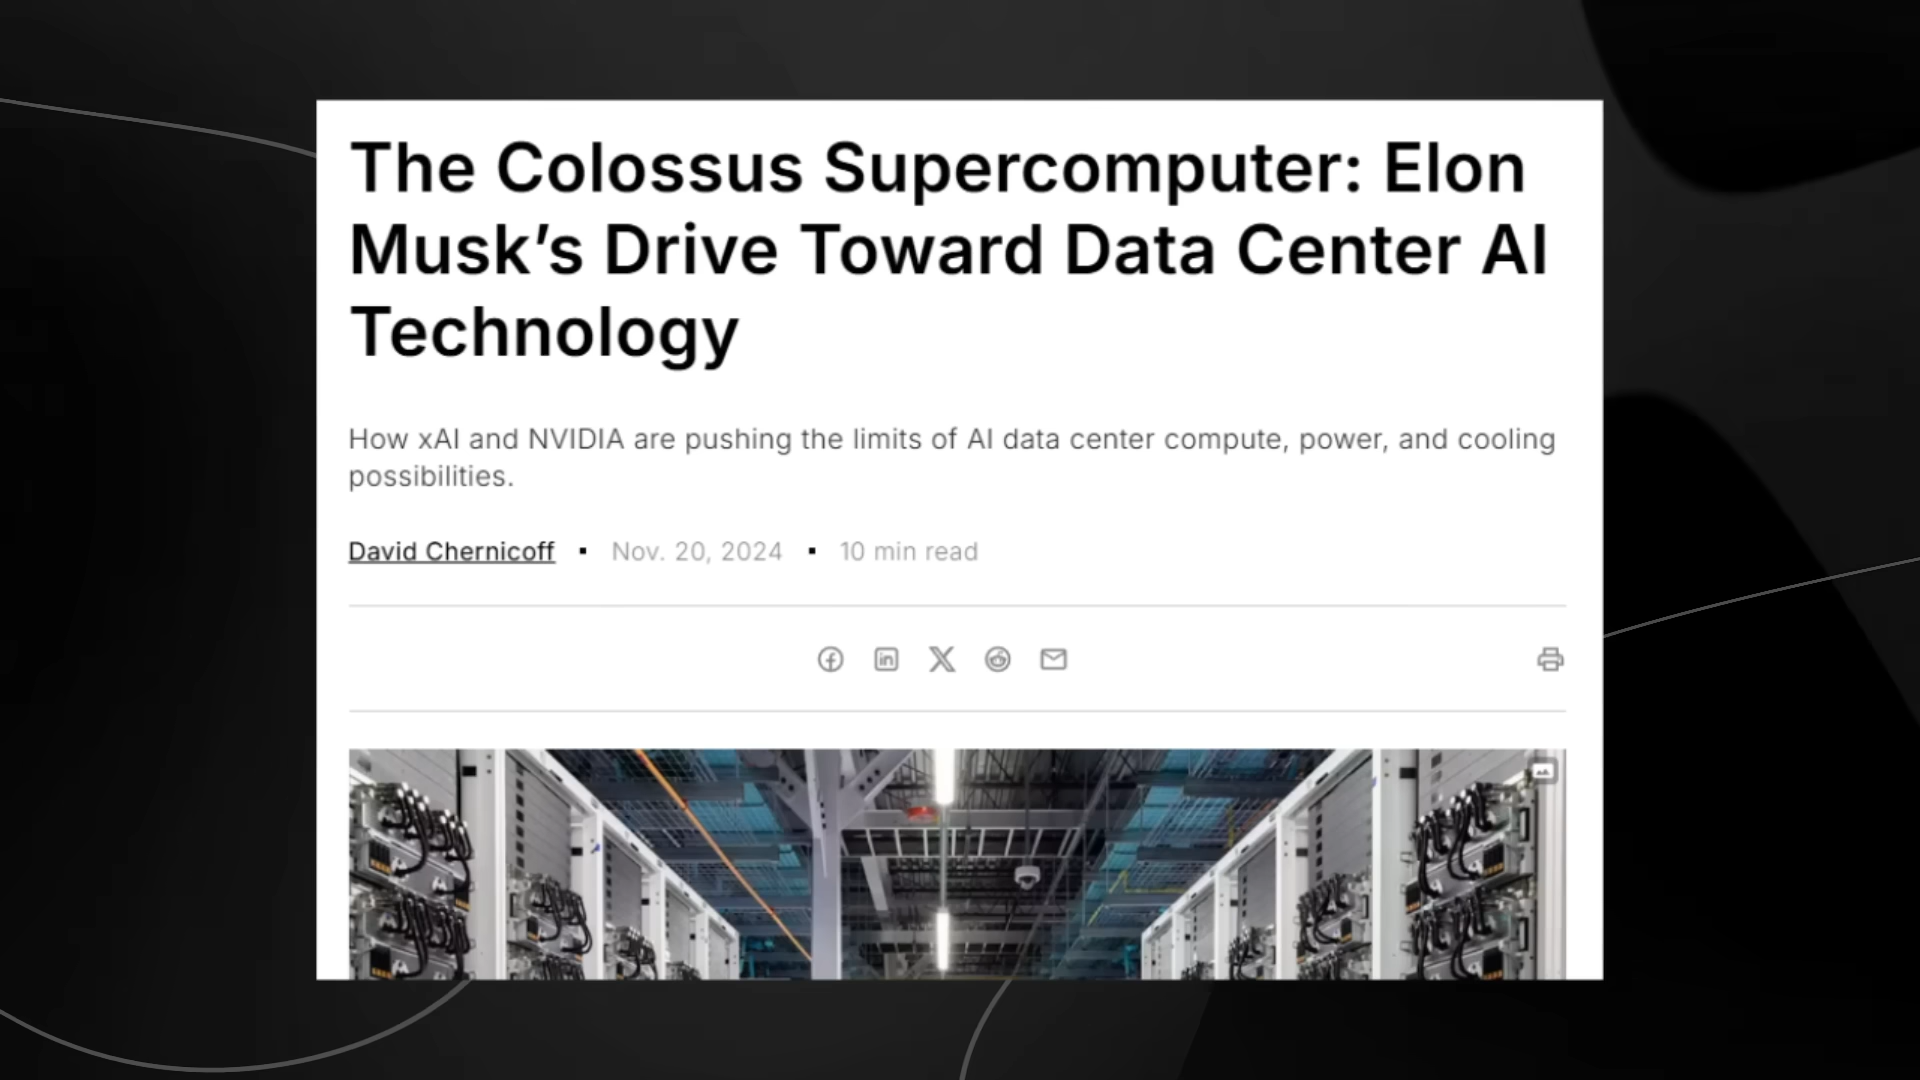 The Colossus Supercomputer: Elon
Musk’s Drive Toward Data Center AI
Technology
How xAI and NVIDIA are pushing the limits of AI data center compute, power, and cooling
possibilities.
David Chernicoff ▪ Nov. 20, 2024 ▪ 10 min read